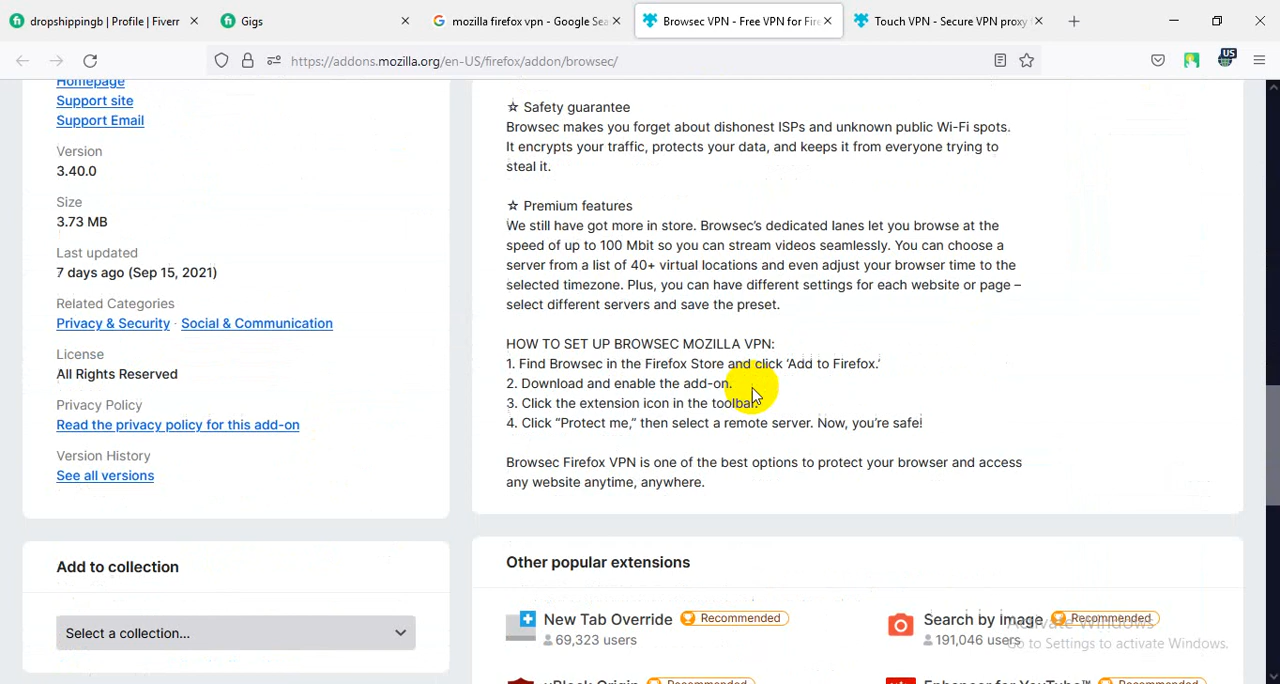 dropshippingb | Profile | Fiverr
Gigs
mozilla firefox vpn - Google Sea
Browsec VPN - Free VPN for Fire
Touch VPN - Secure VPN proxy
https://addons.mozilla.org/en-US/firefox/addon/browsec/
US
Homepage
Support site
Support Email
Version
3.40.0
Size
3.73 MB
Last updated
7 days ago (Sep 15, 2021)
Related Categories
Privacy & Security · Social & Communication
License
All Rights Reserved
Privacy Policy
Read the privacy policy for this add-on
Version History
See all versions
Add to collection
Select a collection...
☆ Safety guarantee
Browsec makes you forget about dishonest ISPs and unknown public Wi-Fi spots.
It encrypts your traffic, protects your data, and keeps it from everyone trying to
steal it.
☆ Premium features
We still have got more in store. Browsec’s dedicated lanes let you browse at the
speed of up to 100 Mbit so you can stream videos seamlessly. You can choose a
server from a list of 40+ virtual locations and even adjust your browser time to the
selected timezone. Plus, you can have different settings for each website or page –
select different servers and save the preset.
HOW TO SET UP BROWSEC MOZILLA VPN:
1. Find Browsec in the Firefox Store and click ‘Add to Firefox.’
2. Download and enable the add-on.
3. Click the extension icon in the toolbar.
4. Click “Protect me,” then select a remote server. Now, you’re safe!
Browsec Firefox VPN is one of the best options to protect your browser and access
any website anytime, anywhere.
Other popular extensions
New Tab Override Recommended
69,323 users
Search by Image Recommended
191,046 users
Activate Windows
Go to Settings to activate Windows.
uBlock Origin Recommended
Enhancer for YouTube™ Recommended